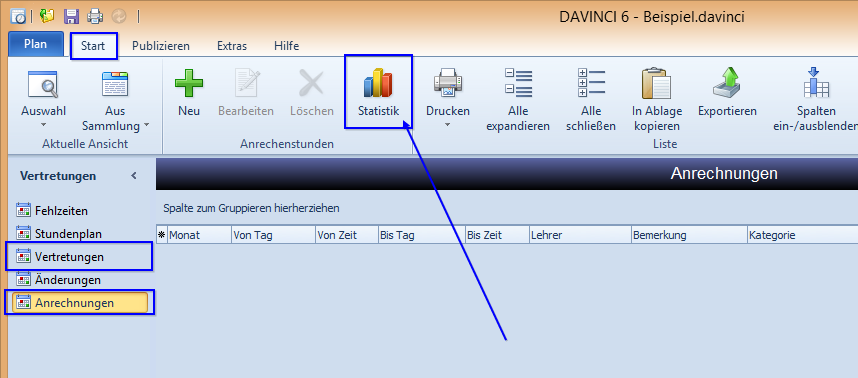 DAVINCI 6 - Beispiel.davinci
Plan Start Publizieren Extras Hilfe
Auswahl Aus Sammlung Neu Bearbeiten Löschen Statistik Drucken Alle expandieren Alle schließen In Ablage kopieren Exportieren Spalten ein-/ausblenden
Aktuelle Ansicht Anrechenstunden Liste
Vertretungen
Anrechnungen
Fehlzeiten
Stundenplan
Vertretungen
Änderungen
Anrechnungen
Spalte zum Gruppieren hierherziehen
Monat Von Tag Von Zeit Bis Tag Bis Zeit Lehrer Bemerkung Kategorie